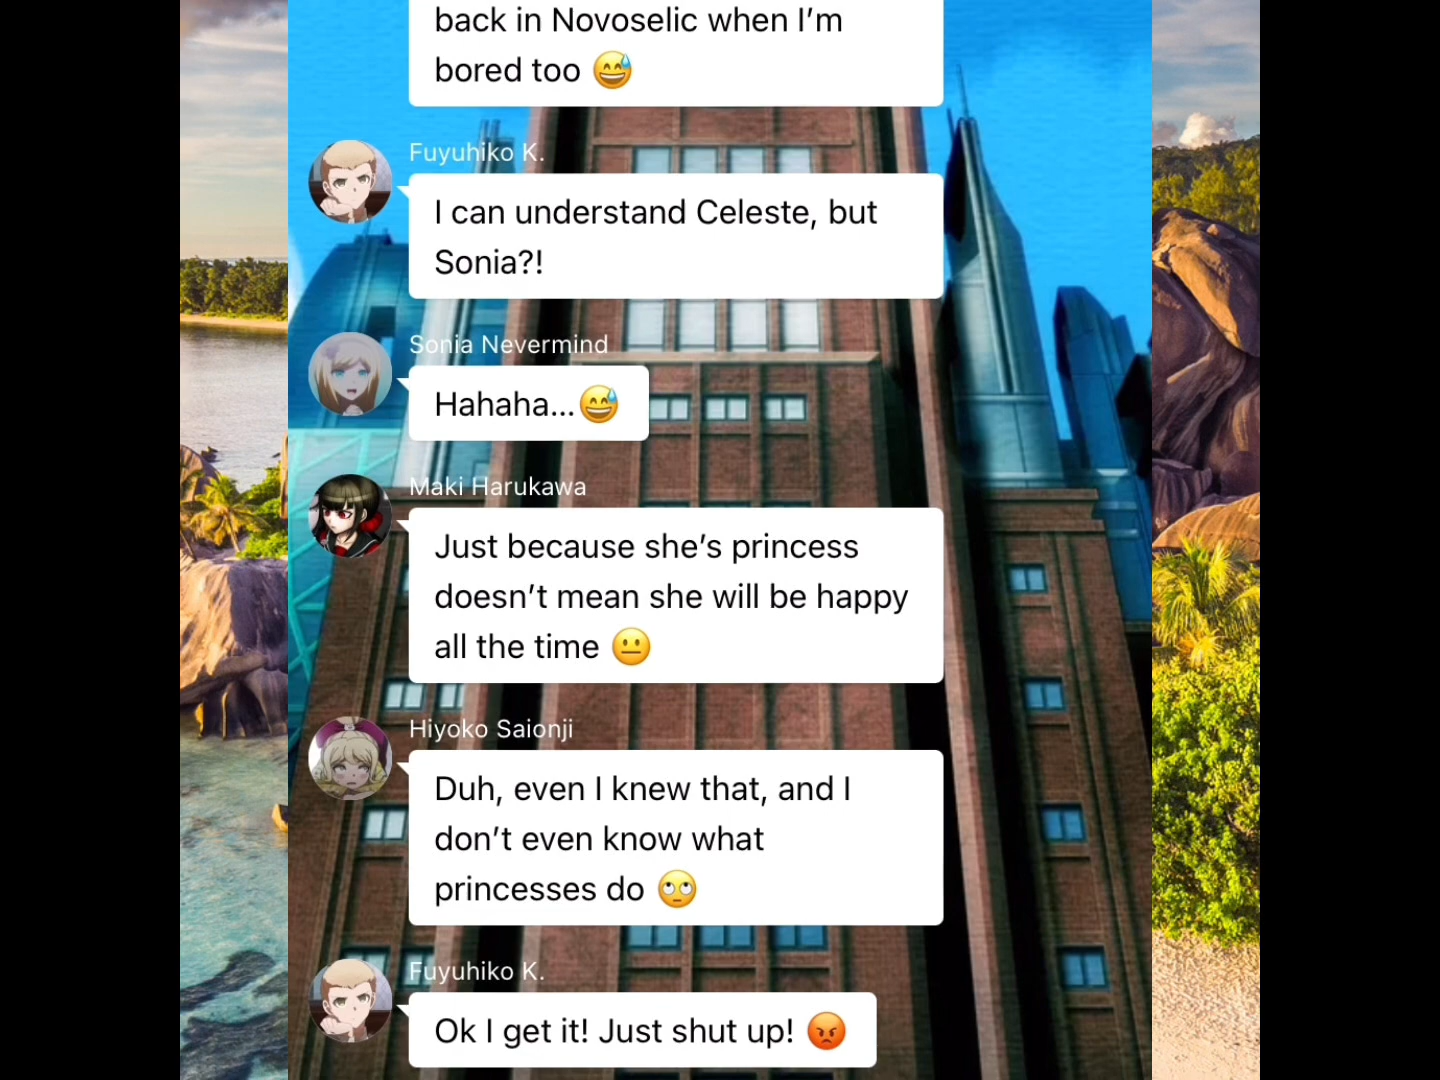 back in Novoselic when I'm
bored too 😅
Fuyuhiko K.
I can understand Celeste, but
Sonia?!
Sonia Nevermind
Hahaha...😅
Maki Harukawa
Just because she's princess
doesn't mean she will be happy
all the time 😐
Hiyoko Saionji
Duh, even I knew that, and I
don't even know what
princesses do 🙄
Fuyuhiko K.
Ok I get it! Just shut up! 😡